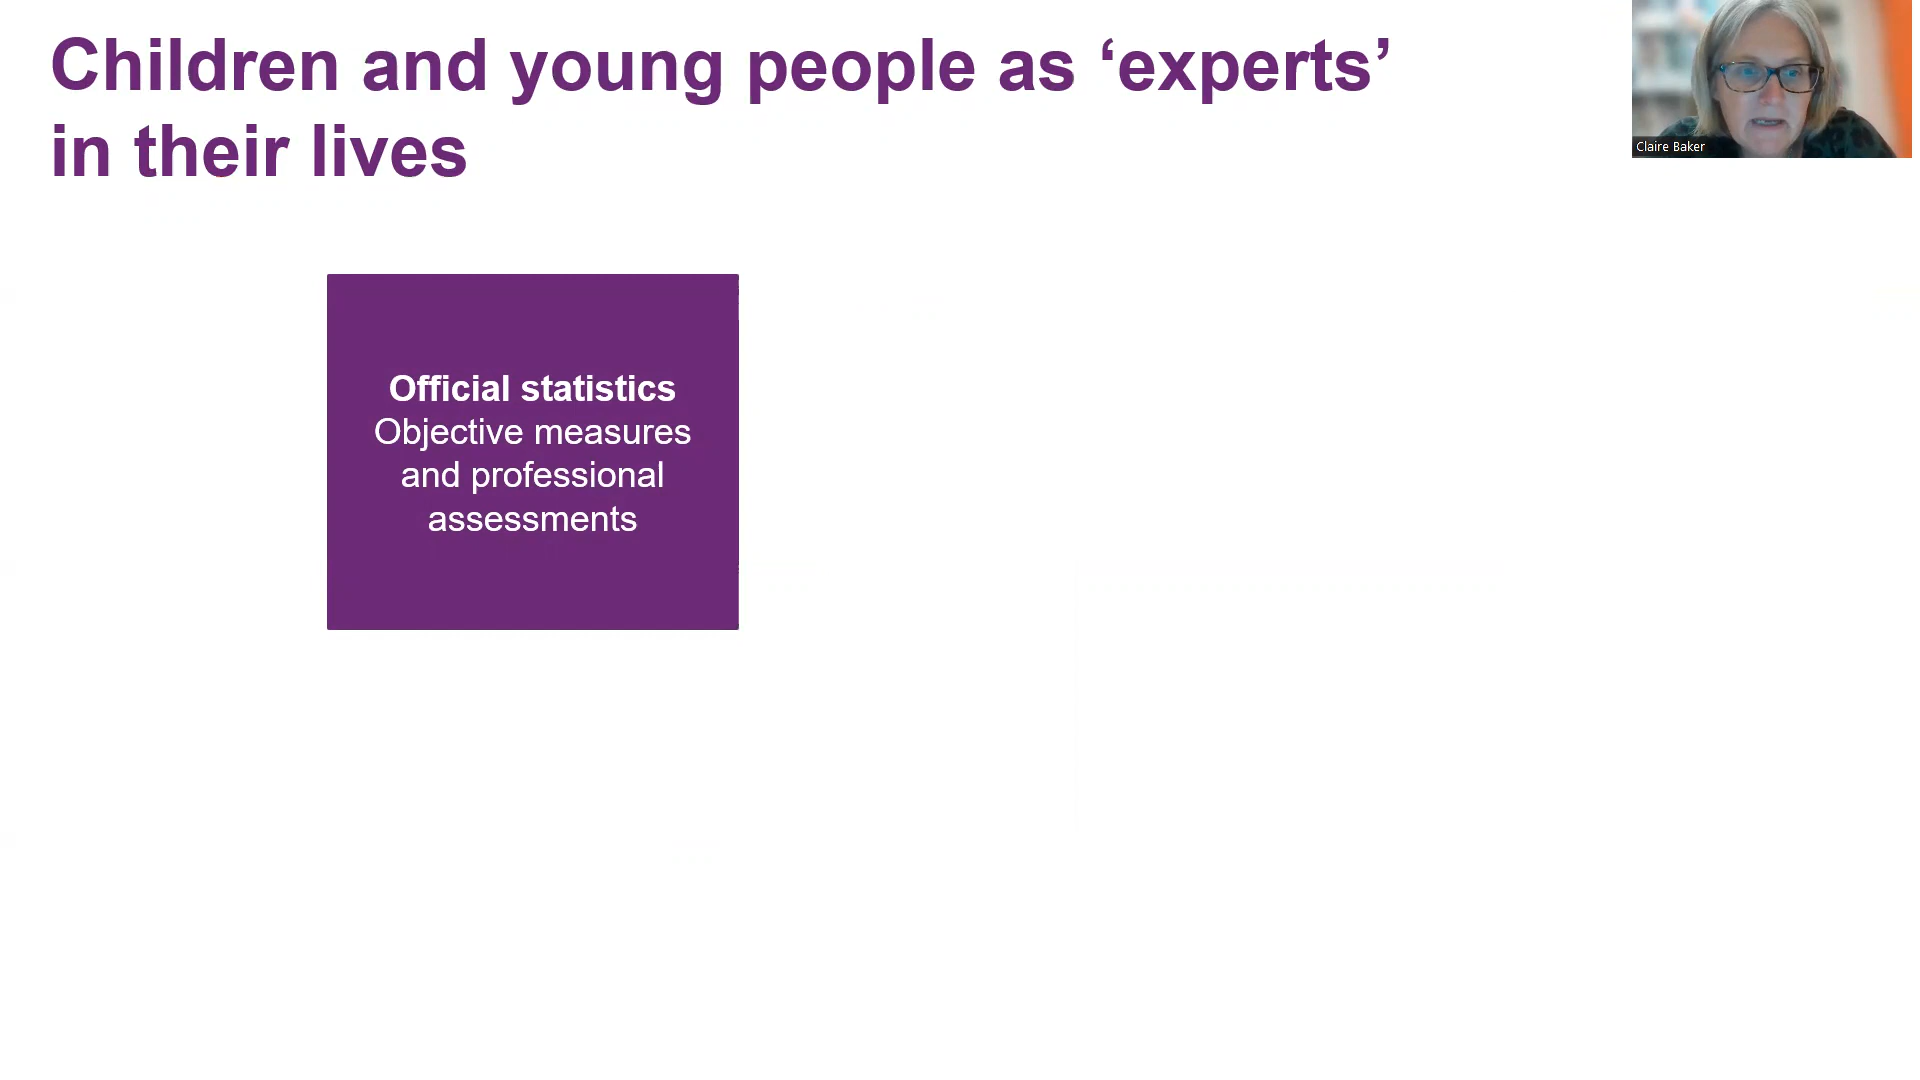 Children and young people as ‘experts’
in their lives
Claire Baker
Official statistics
Objective measures
and professional
assessments